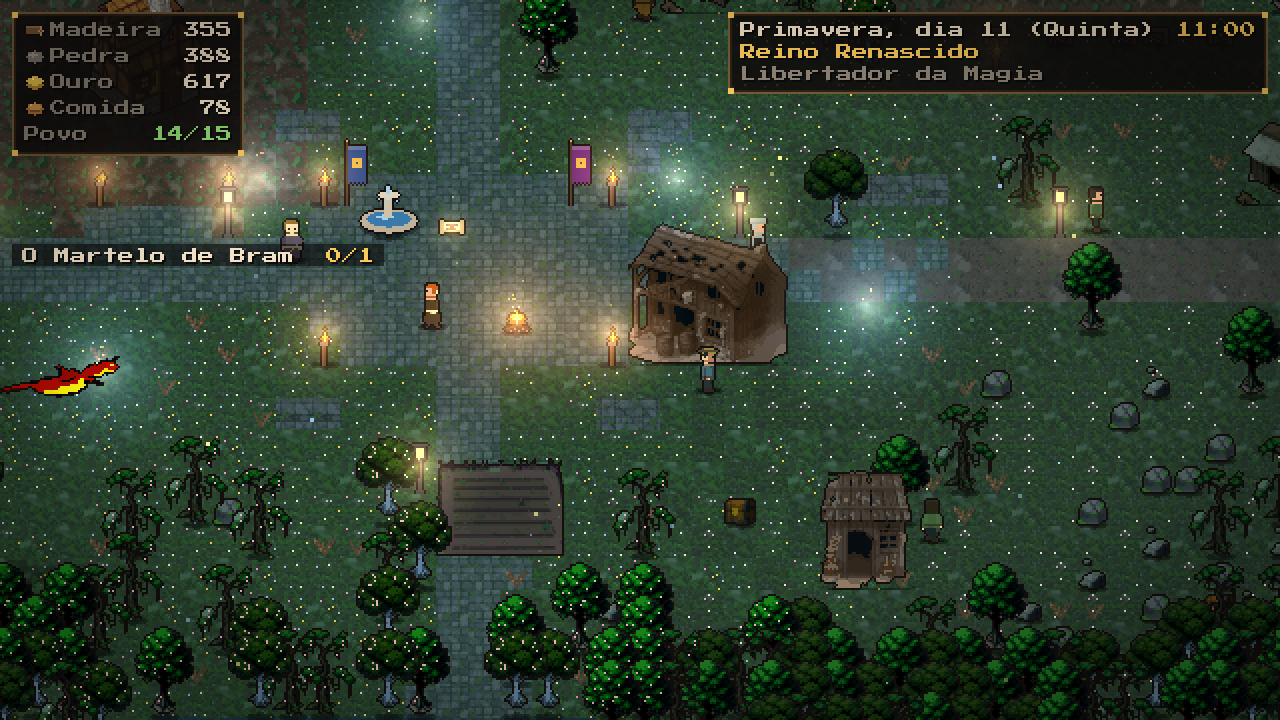 Madeira 355
Pedra 388
Ouro 617
Comida 78
Povo 14/15
Primavera, dia 11 (Quinta) 11:00
Reino Renascido
Libertador da Magia
O Martelo de Bram 0/1